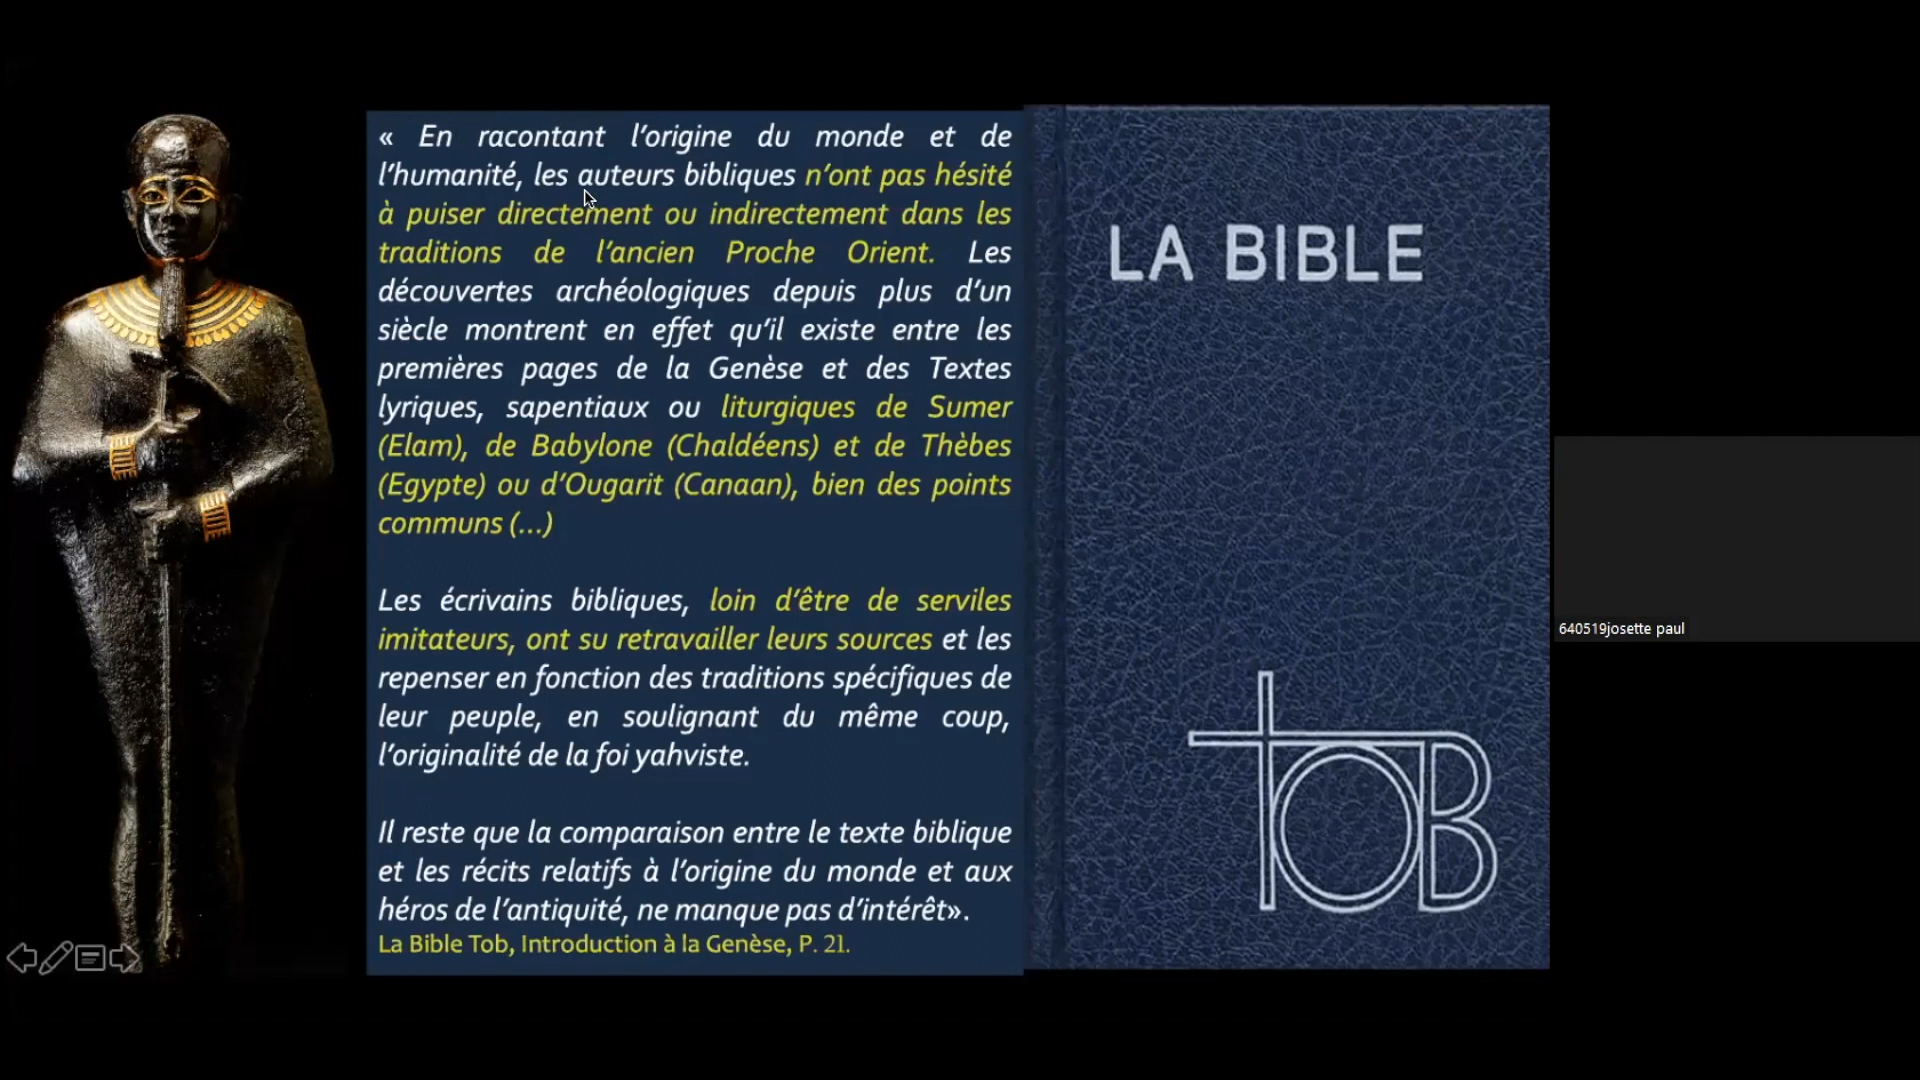 « En racontant l’origine du monde et de
l’humanité, les auteurs bibliques n’ont pas hésité
à puiser directement ou indirectement dans les
traditions de l’ancien Proche Orient. Les
découvertes archéologiques depuis plus d’un
siècle montrent en effet qu’il existe entre les
premières pages de la Genèse et des Textes
lyriques, sapentiaux ou liturgiques de Sumer
(Elam), de Babylone (Chaldéens) et de Thèbes
(Egypte) ou d’Ougarit (Canaan), bien des points
communs (…)
Les écrivains bibliques, loin d’être de serviles
imitateurs, ont su retravailler leurs sources et les
repenser en fonction des traditions spécifiques de
leur peuple, en soulignant du même coup,
l’originalité de la foi yahviste.
Il reste que la comparaison entre le texte biblique
et les récits relatifs à l’origine du monde et aux
héros de l’antiquité, ne manque pas d’intérêt».
La Bible Tob, Introduction à la Genèse, P. 21.
LA BIBLE
TOB
640519josette paul